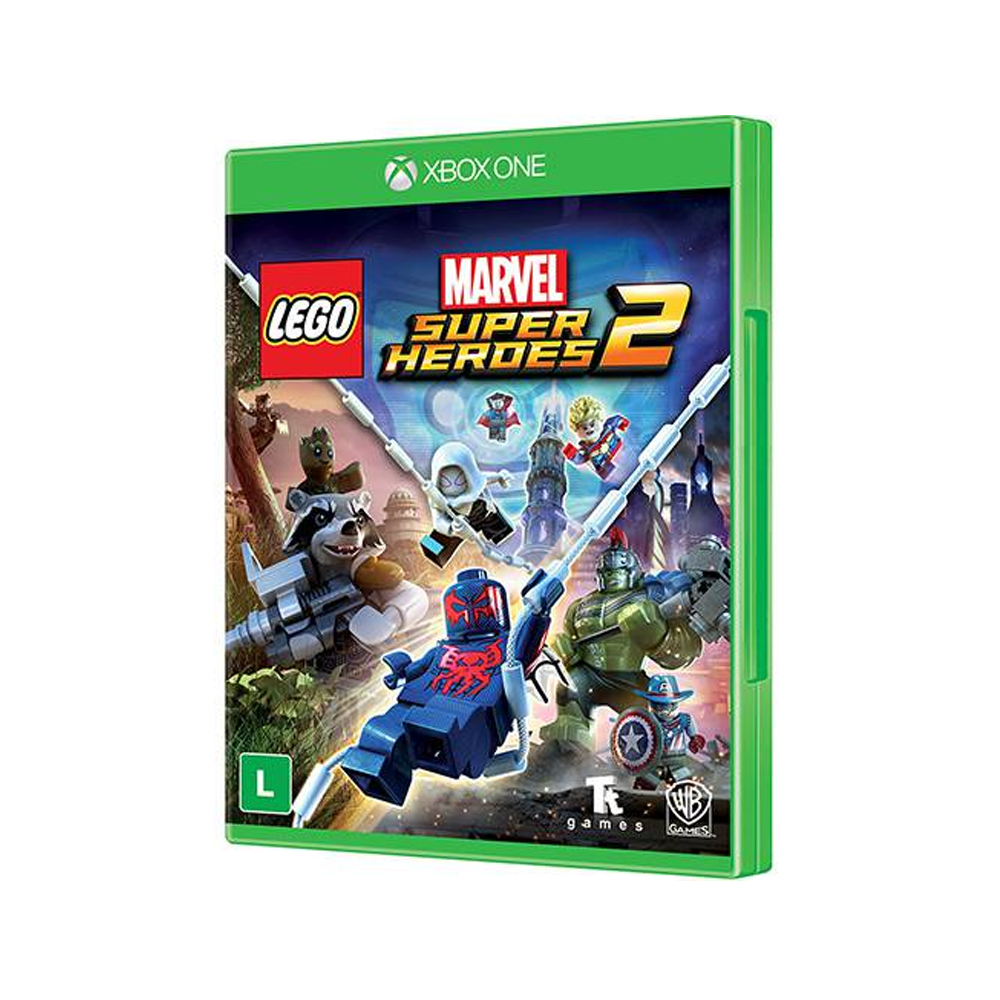 XBOX ONE
LEGO
MARVEL
SUPER
HEROES 2
L
Tt
games
WB
GAMES